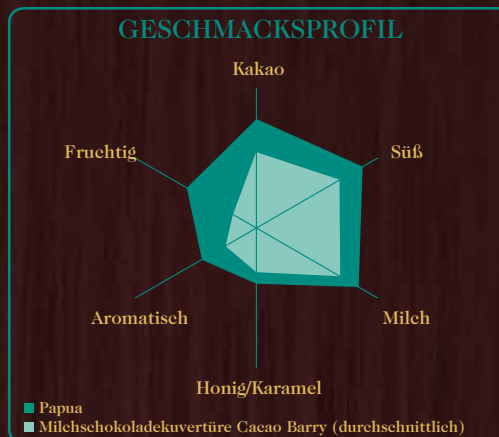 GESCHMACKSPROFIL
Kakao
Fruchtig
Süß
Aromatisch
Milch
Honig/Karamel
Papua
Milchschokoladekuvertüre Cacao Barry (durchschnittlich)